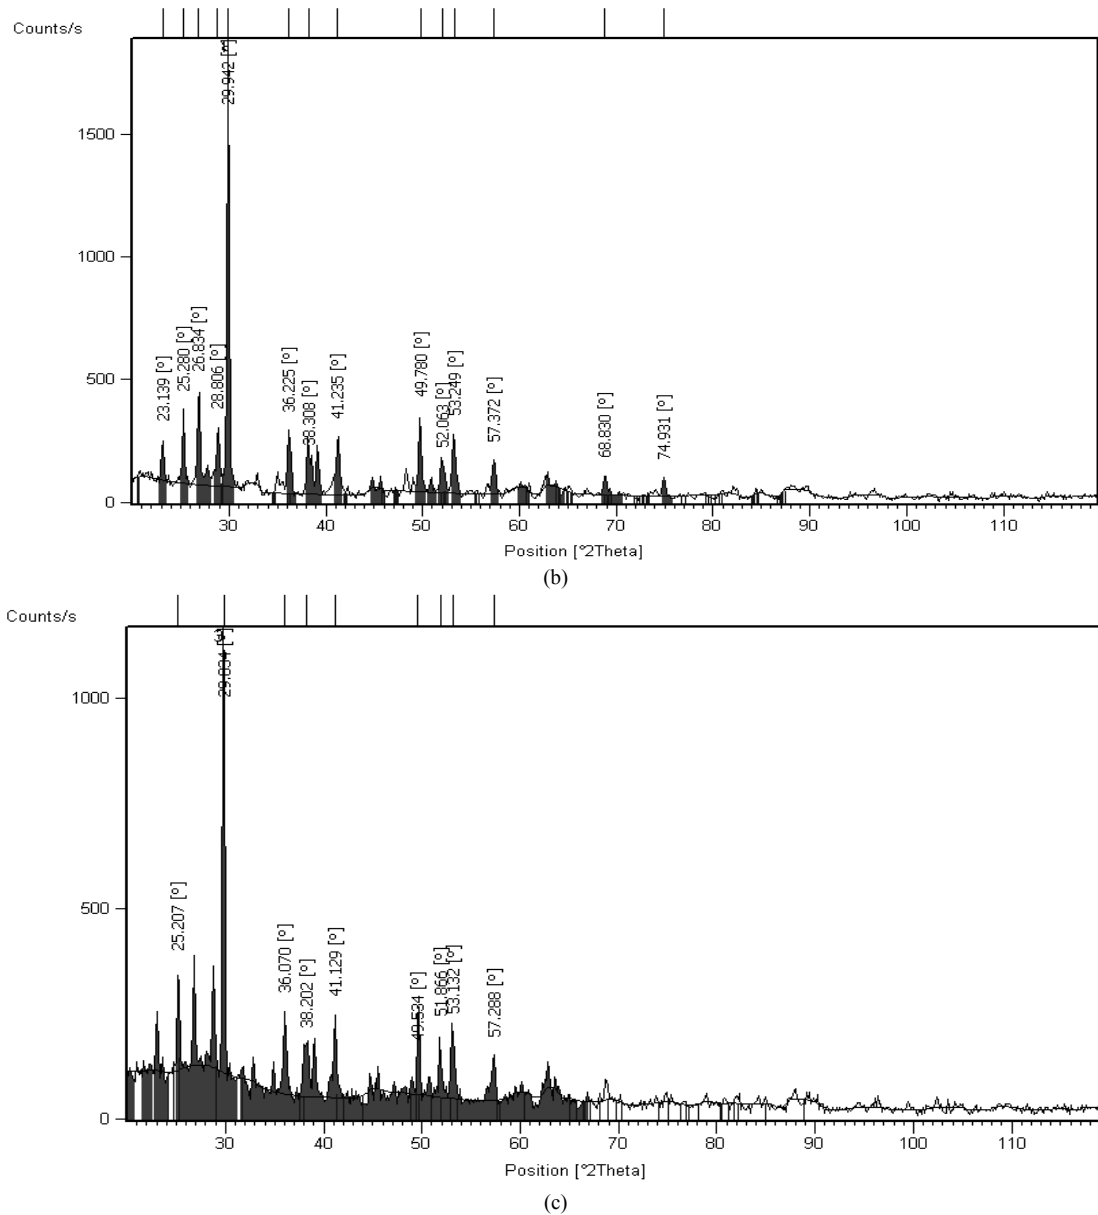 Counts/s
1500
1000
500
0
23.139 [º]
25.280 [º]
26.834 [º]
28.806 [º]
29.942 [º]
36.225 [º]
38.308 [º]
41.235 [º]
49.780 [º]
52.063 [º]
53.249 [º]
57.372 [º]
68.830 [º]
74.931 [º]
30 40 50 60 70 80 90 100 110
Position [°2Theta]
(b)
Counts/s
1000
500
0
25.207 [º]
36.070 [º]
38.202 [º]
41.129 [º]
49.534 [º]
51.866 [º]
53.132 [º]
57.288 [º]
30 40 50 60 70 80 90 100 110
Position [°2Theta]
(c)